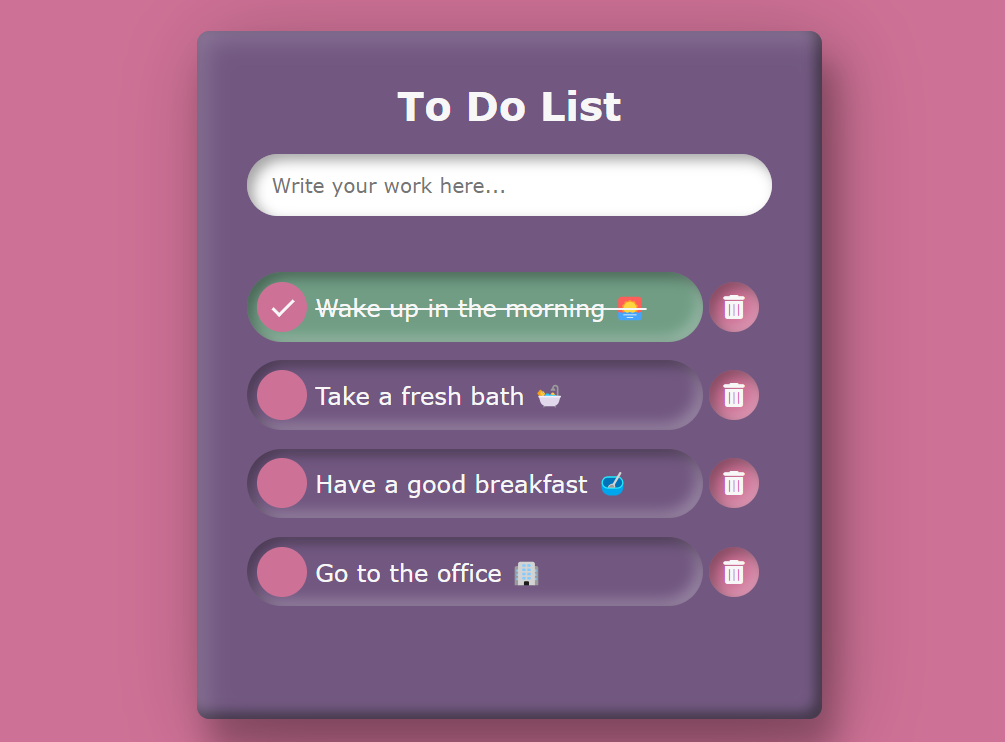 To Do List
Write your work here...
Wake up in the morning 🌅
Take a fresh bath 🛀
Have a good breakfast 🥣
Go to the office 🏢